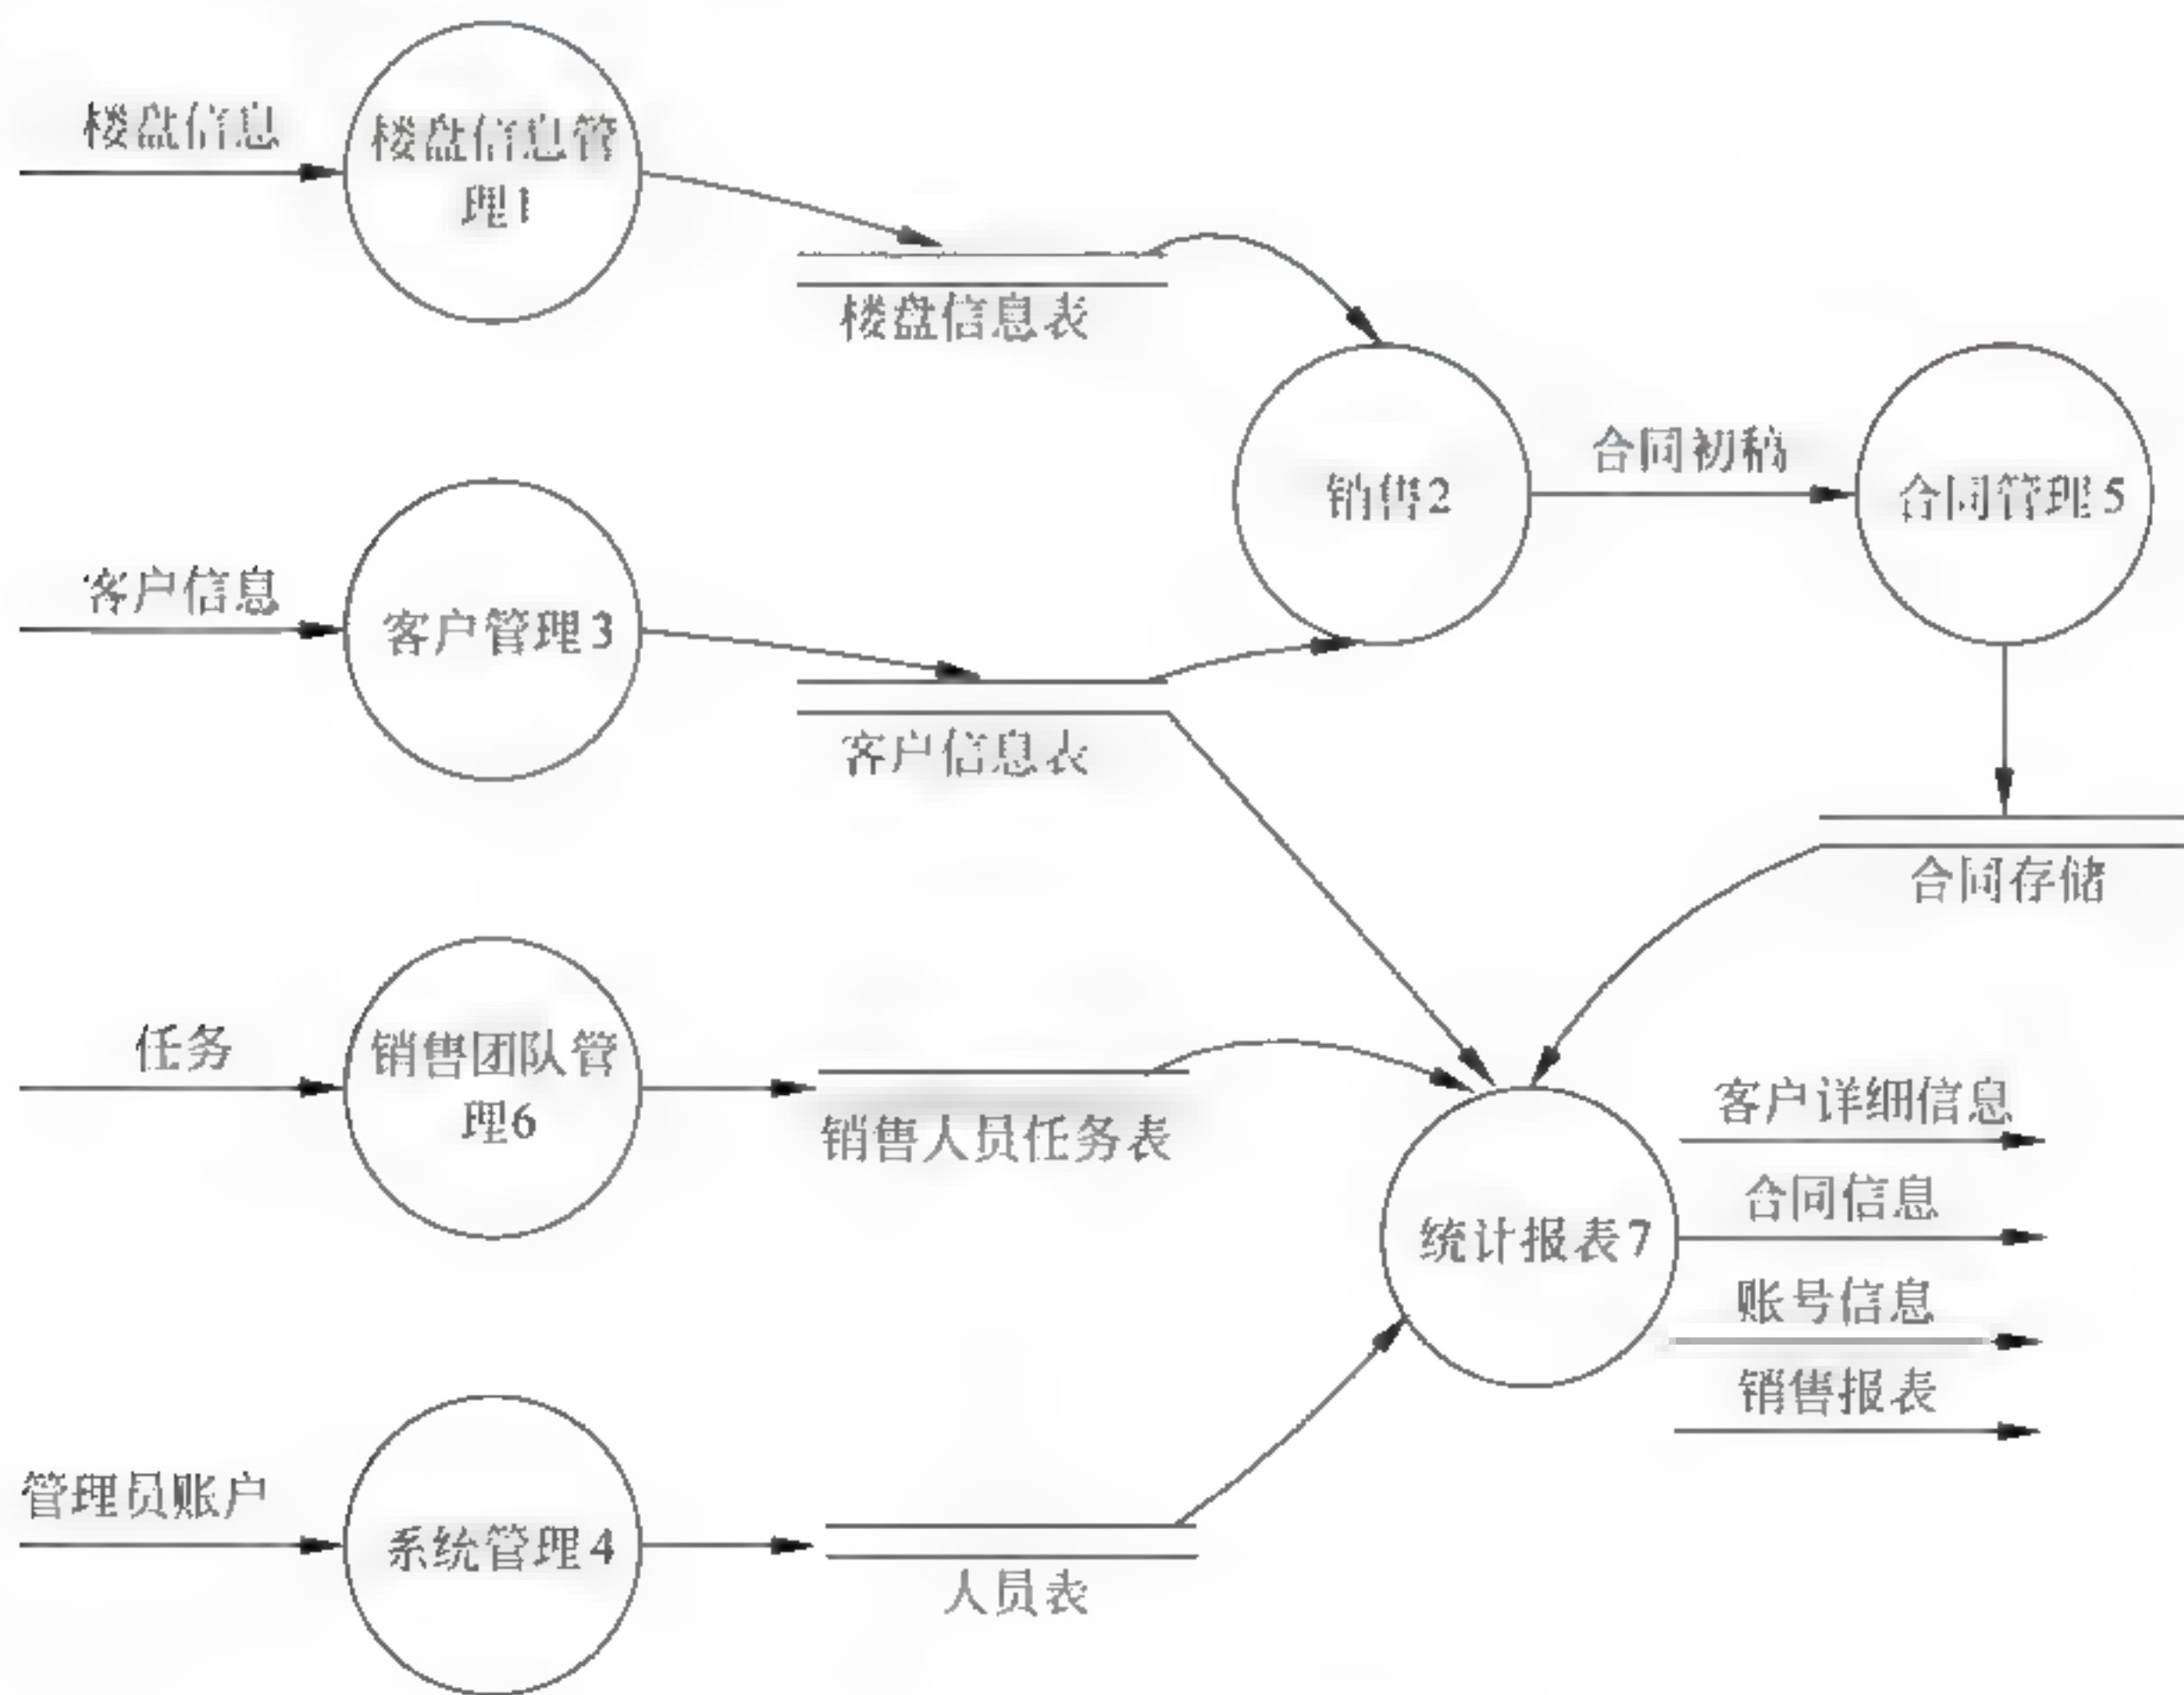 楼盘信息
楼盘信息管
理1
楼盘信息表
销售2
合同初稿
合同管理5
客户信息
客户管理3
客户信息表
合同存储
任务
销售团队管
理6
销售人员任务表
统计报表7
客户详细信息
合同信息
账号信息
销售报表
管理员账户
系统管理4
人员表